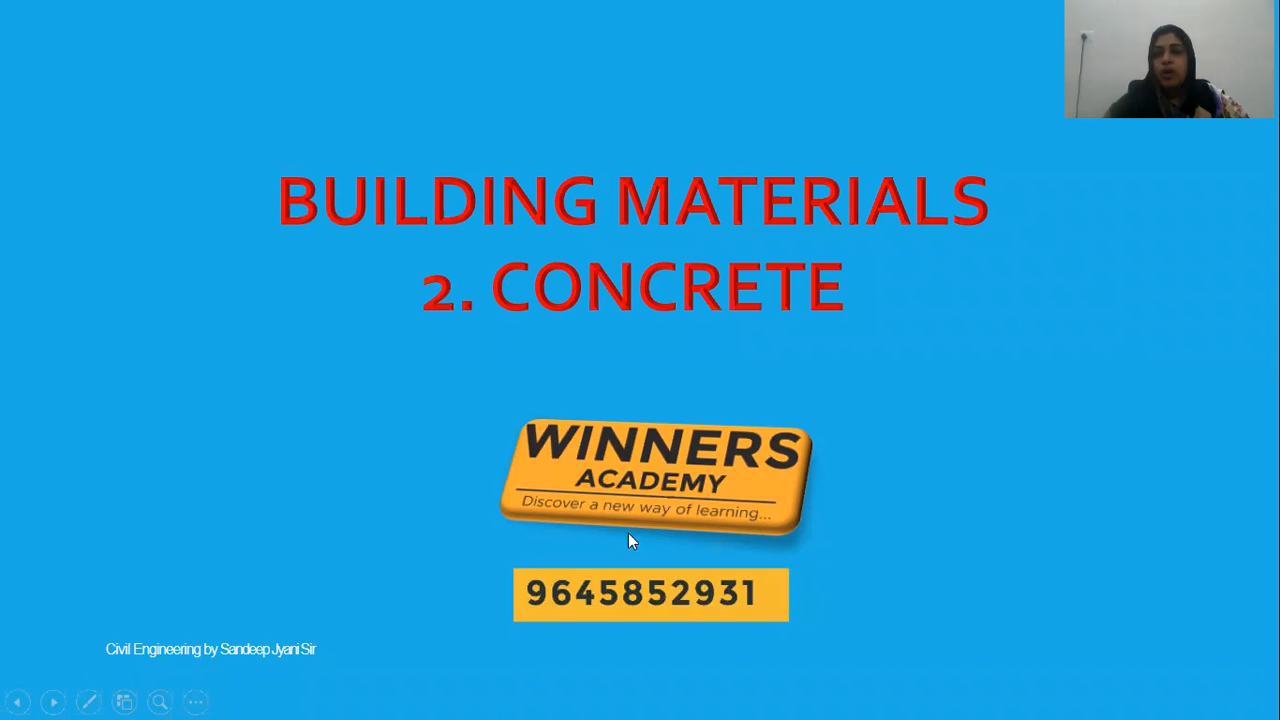 BUILDING MATERIALS
2. CONCRETE
WINNERS
ACADEMY
Discover a new way of learning...
9645852931
Civil Engineering by Sandeep Jyani Sir